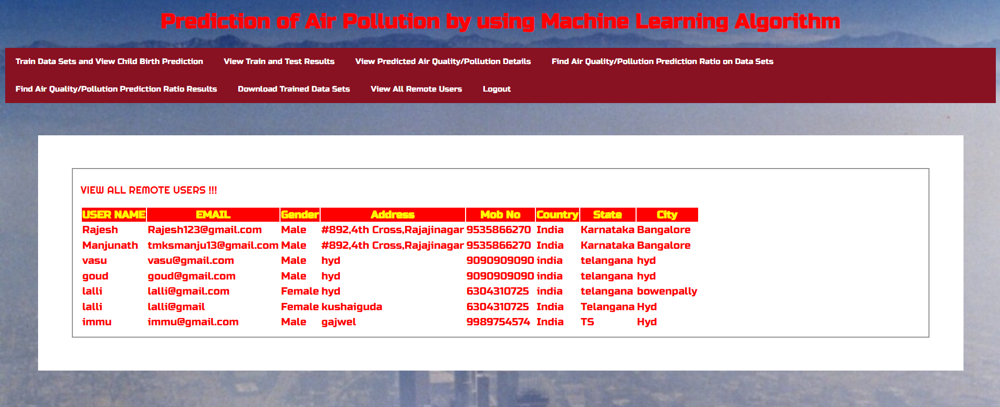 Prediction of Air Pollution by using Machine Learning Algorithm
Train Data Sets and View Child Birth Prediction View Train and Test Results View Predicted Air Quality/Pollution Details Find Air Quality/Pollution Prediction Ratio on Data Sets
Find Air Quality/Pollution Prediction Ratio Results Download Trained Data Sets View All Remote Users Logout
VIEW ALL REMOTE USERS !!!
USER NAME EMAIL Gender Address Mob No Country State City
Rajesh Rajesh123@gmail.com Male #892,4th Cross,Rajajinagar 9535866270 India Karnataka Bangalore
Manjunath tmksmanju13@gmail.com Male #892,4th Cross,Rajajinagar 9535866270 India Karnataka Bangalore
vasu vasu@gmail.com Male hyd 9090909090 india telangana hyd
goud goud@gmail.com Male hyd 9090909090 india telangana hyd
lalli lalli@gmail.com Female hyd 6304310725 india telangana bowenpally
lalli lalli@gmail Female kushaiguda 6304310725 India Telangana Hyd
immu immu@gmail.com Male gajwel 9989754574 India TS Hyd